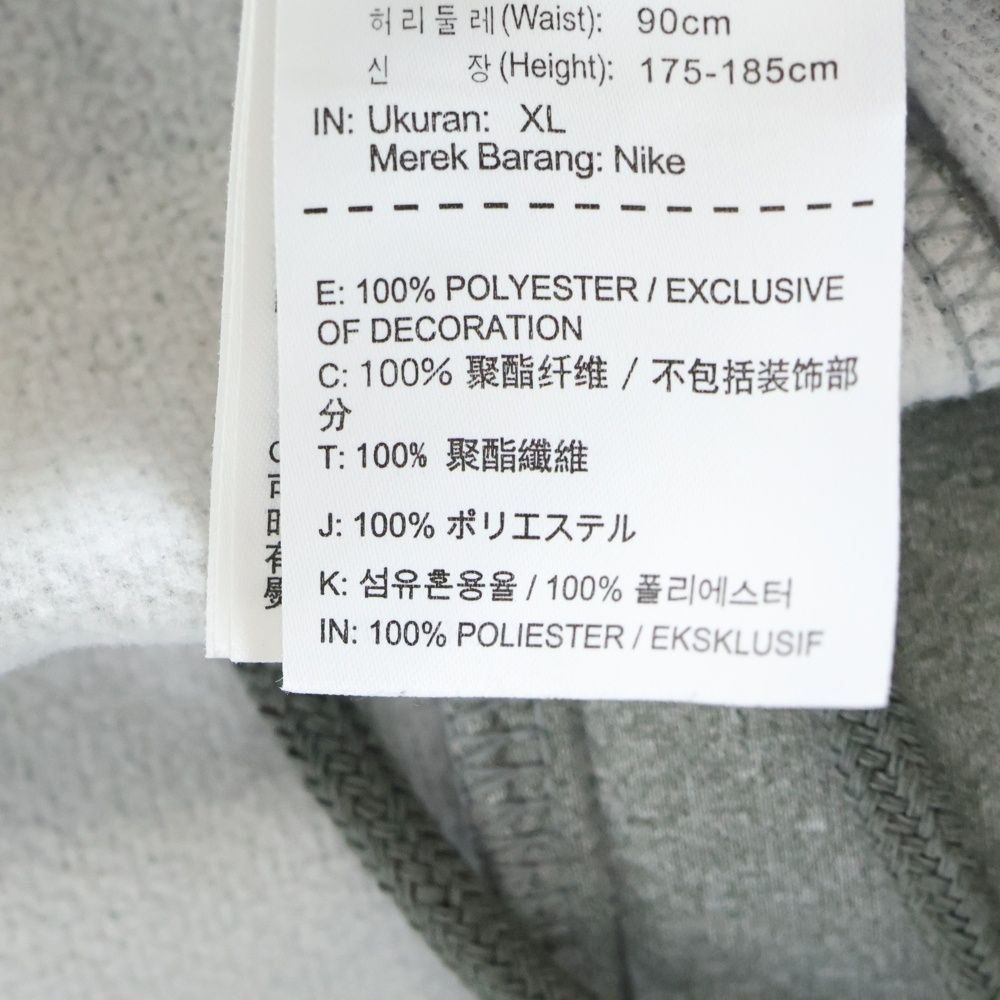 허리둘레(Waist): 90cm
신 장(Height): 175-185cm
IN: Ukuran: XL
Merek Barang: Nike
E: 100% POLYESTER / EXCLUSIVE
OF DECORATION
C: 100% 聚酯纤维 / 不包括装饰部
分
T: 100% 聚酯纖維
J: 100% ポリエステル
K: 섬유혼용율 / 100% 폴리에스터
IN: 100% POLIESTER / EKSKLUSIF